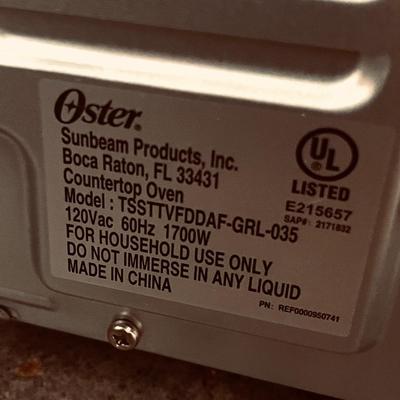 Oster®
Sunbeam Products, Inc.
Boca Raton, FL 33431
Countertop Oven
Model : TSSTTVFDDAF-GRL-035
120Vac 60Hz 1700W
FOR HOUSEHOLD USE ONLY
DO NOT IMMERSE IN ANY LIQUID
MADE IN CHINA
UL
®
LISTED
E215657
SAP#: 2171832
PN: REF0000950741